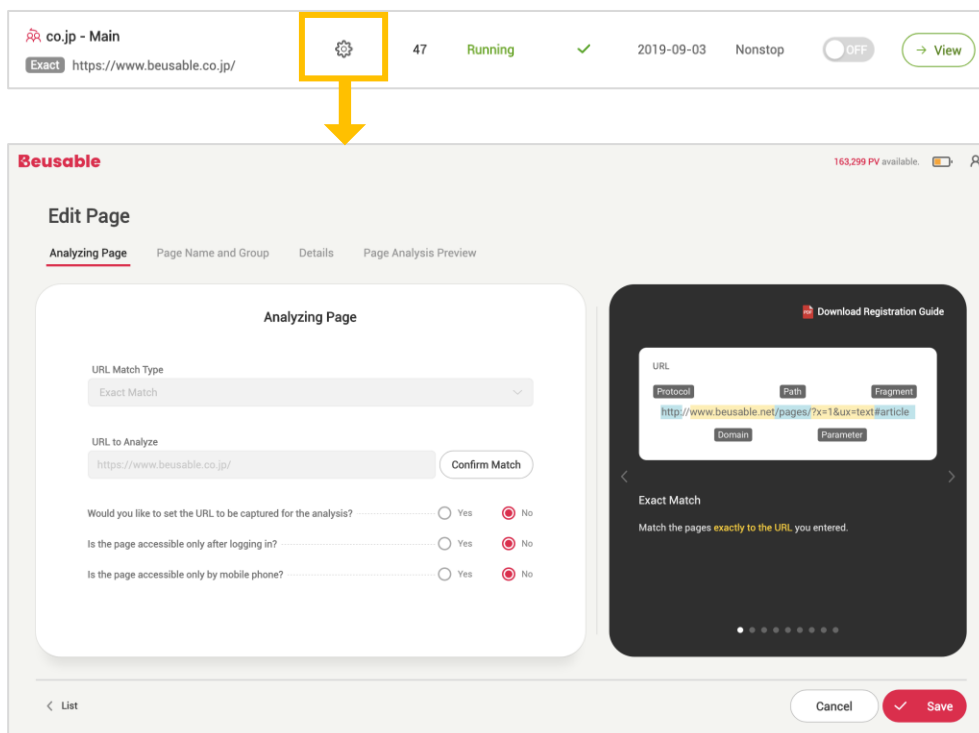 co.jp - Main
Exact https://www.beusable.co.jp/
47 Running 2019-09-03 Nonstop OFF → View
Beusable
163,299 PV available.
Edit Page
Analyzing Page Page Name and Group Details Page Analysis Preview
Analyzing Page
URL Match Type
Exact Match
URL to Analyze
https://www.beusable.co.jp/ Confirm Match
Would you like to set the URL to be captured for the analysis? Yes No
Is the page accessible only after logging in? Yes No
Is the page accessible only by mobile phone? Yes No
PDF Download Registration Guide
URL
Protocol Path Fragment
http://www.beusable.net/pages/?x=1&ux=text#article
Domain Parameter
Exact Match
Match the pages exactly to the URL you entered.
< List
Cancel Save